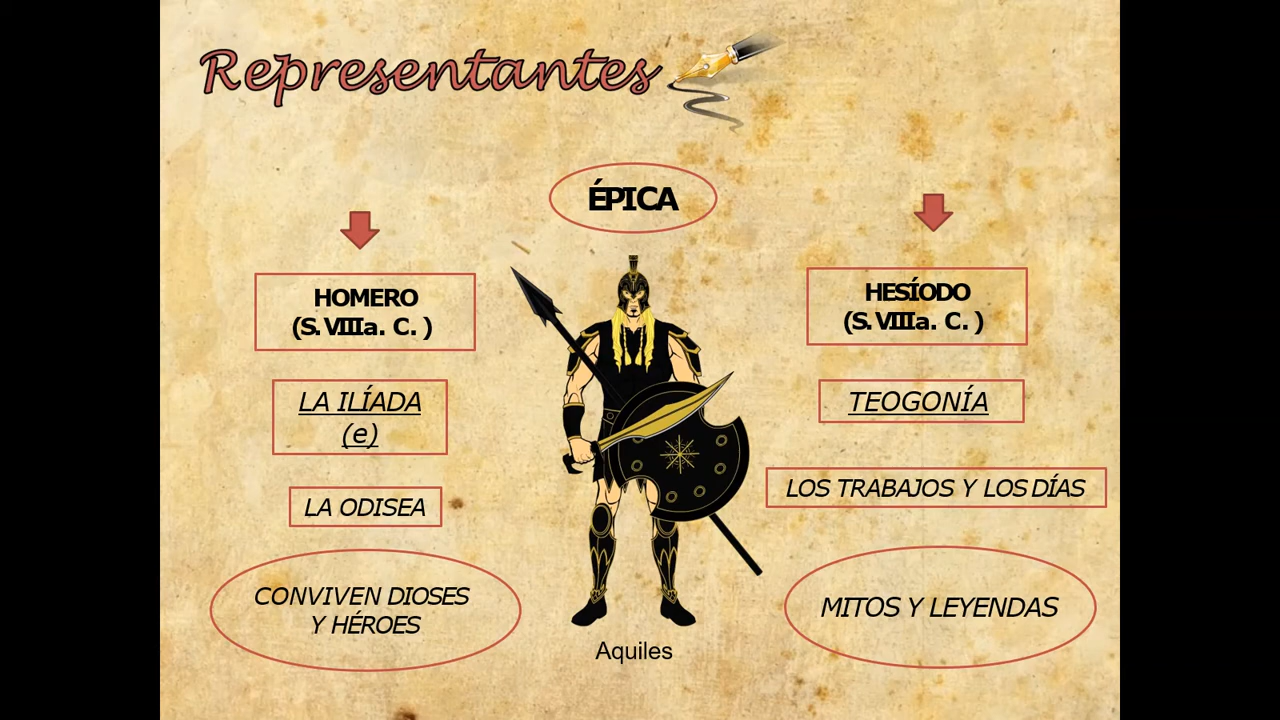 Representantes
ÉPICA
HOMERO
(S. VIII a. C. )
LA ILÍADA
(e)
LA ODISEA
CONVIVEN DIOSES
Y HÉROES
HESÍODO
(S. VIII a. C. )
TEOGONÍA
LOS TRABAJOS Y LOS DÍAS
MITOS Y LEYENDAS
Aquiles